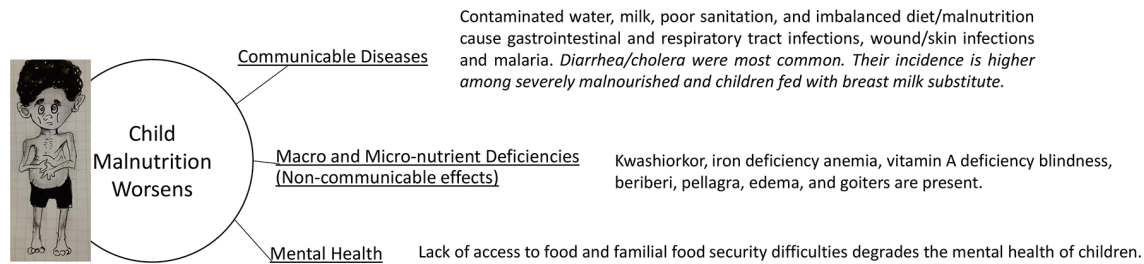 Contaminated water, milk, poor sanitation, and imbalanced diet/malnutrition
cause gastrointestinal and respiratory tract infections, wound/skin infections
and malaria. Diarrhea/cholera were most common. Their incidence is higher
among severely malnourished and children fed with breast milk substitute.
Communicable Diseases
Child
Malnutrition
Worsens
Macro and Micro-nutrient Deficiencies
(Non-communicable effects)
Kwashiorkor, iron deficiency anemia, vitamin A deficiency blindness,
beriberi, pellagra, edema, and goiters are present.
Mental Health
Lack of access to food and familial food security difficulties degrades the mental health of children.